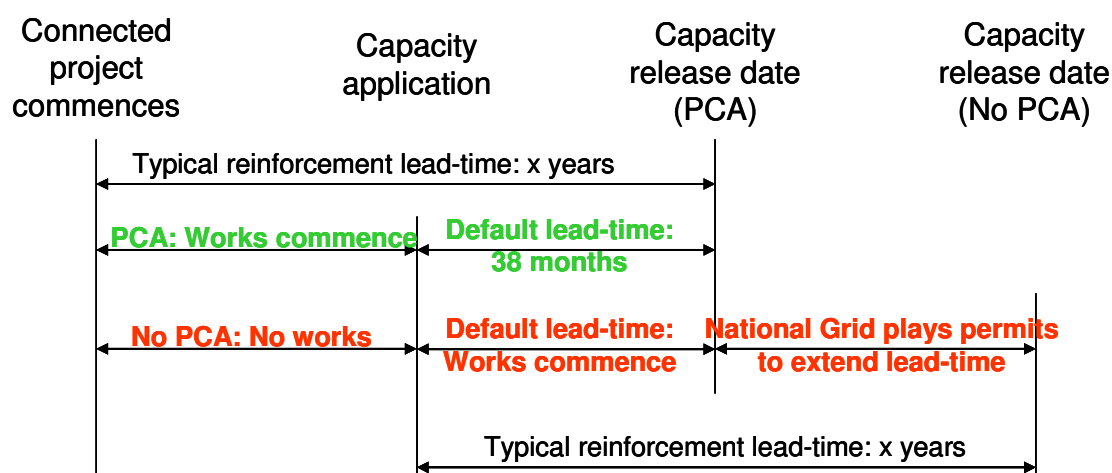 Connected
project
commences
Capacity
application
Capacity
release date
(PCA)
Capacity
release date
(No PCA)
Typical reinforcement lead-time: x years
PCA: Works commence
Default lead-time:
38 months
No PCA: No works
Default lead-time:
Works commence
National Grid plays permits
to extend lead-time
Typical reinforcement lead-time: x years